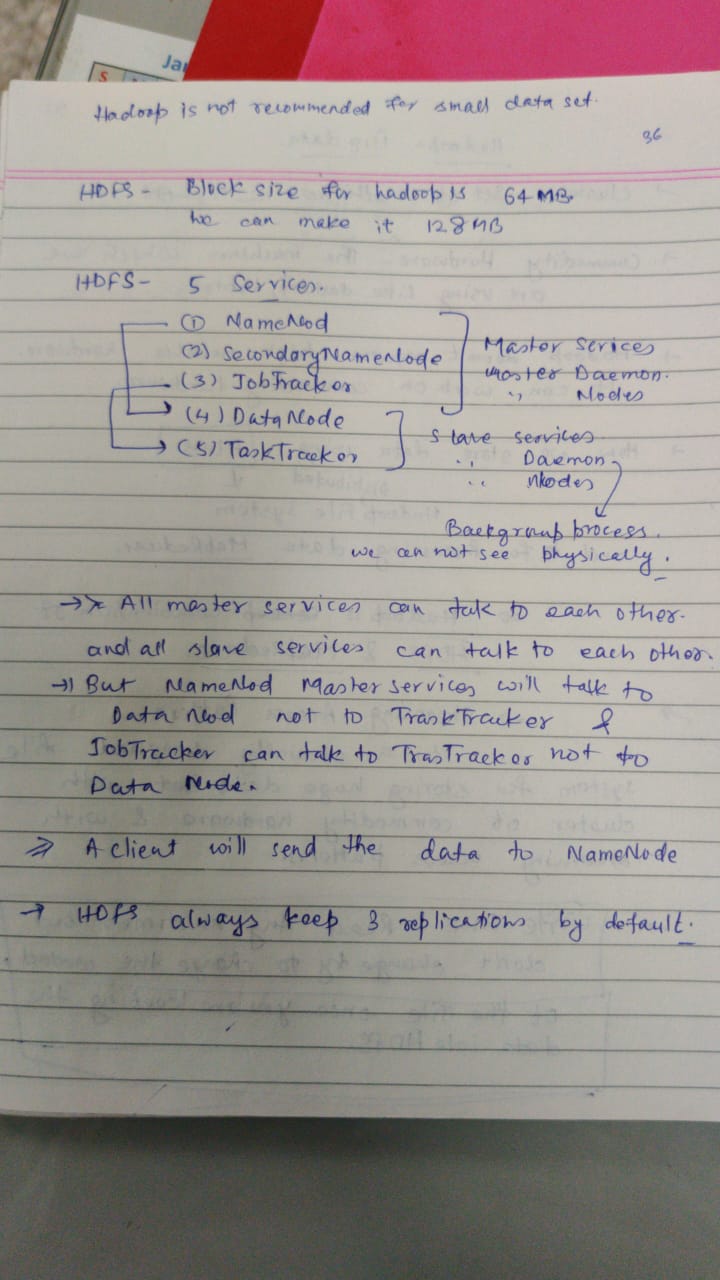 Jan
S
Hadoop is not recommended for small data set.
36
HDFS - Block size for hadoop is 64 MB.
we can make it 128 MB
HDFS - 5 Services.
(1) NameNod
(2) SecondaryNameNode
(3) JobTracker
(4) DataNode
(5) TaskTracker
Master Serices
Master Daemon.
,, Nodes
Slave services
,, Daemon
,, Nodes
Backgroub process.
we can not see physically.
→ All master services can talk to each other.
and all slave services can talk to each other.
→ But NameNod Master Services will talk to
Data Nod not to TraskTracker &
JobTracker can talk to TrasTracker not to
Data Node.
⇒ A client will send the data to NameNode
→ HDFS always keep 3 replications by default.